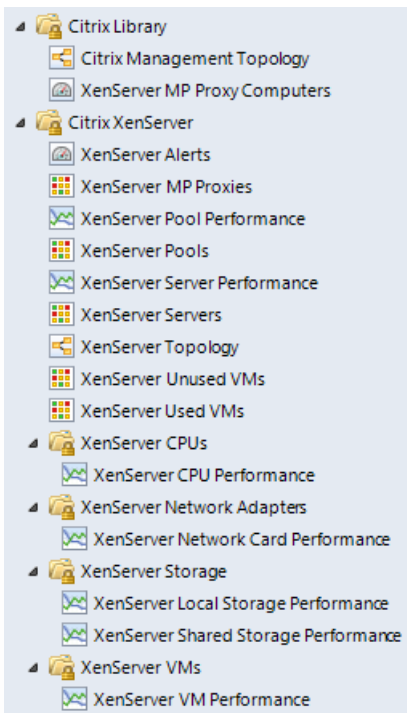 Citrix Library
Citrix Management Topology
XenServer MP Proxy Computers
Citrix XenServer
XenServer Alerts
XenServer MP Proxies
XenServer Pool Performance
XenServer Pools
XenServer Server Performance
XenServer Servers
XenServer Topology
XenServer Unused VMs
XenServer Used VMs
XenServer CPUs
XenServer CPU Performance
XenServer Network Adapters
XenServer Network Card Performance
XenServer Storage
XenServer Local Storage Performance
XenServer Shared Storage Performance
XenServer VMs
XenServer VM Performance